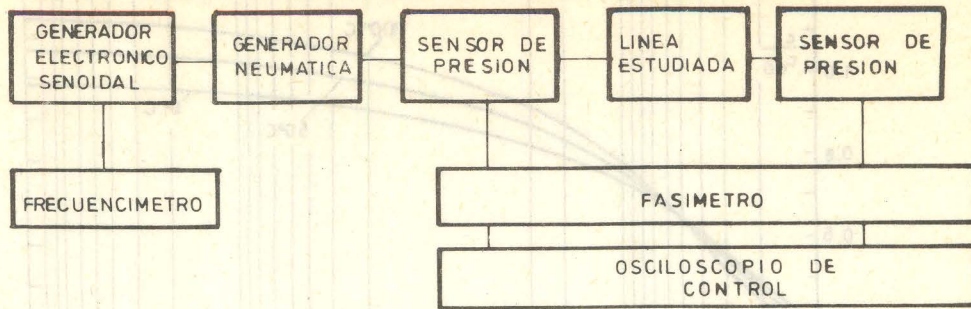 GENERADOR
ELECTRONICO
SENOIDAL
GENERADOR
NEUMATICA
SENSOR DE
PRESION
LINEA
ESTUDIADA
SENSOR DE
PRESION
FRECUENCIMETRO
FASIMETRO
OSCILOSCOPIO DE
CONTROL